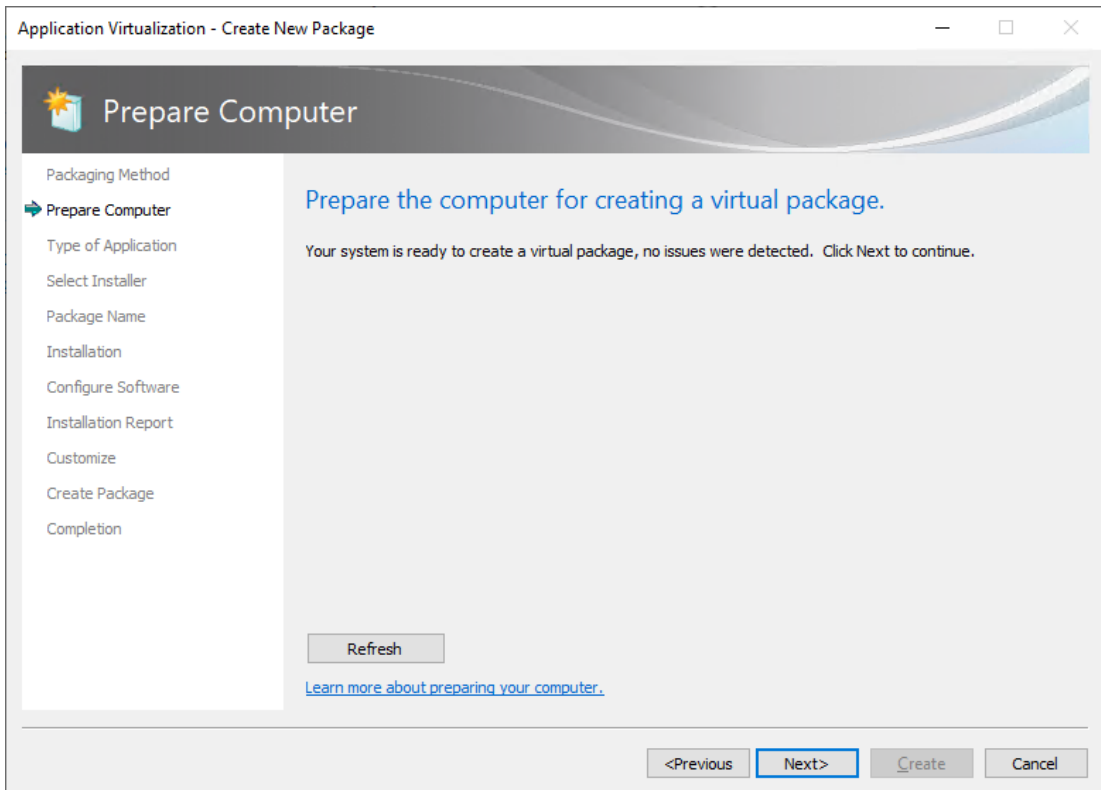 Application Virtualization - Create New Package
Prepare Computer
Packaging Method
Prepare Computer
Type of Application
Select Installer
Package Name
Installation
Configure Software
Installation Report
Customize
Create Package
Completion
Prepare the computer for creating a virtual package.
Your system is ready to create a virtual package, no issues were detected.  Click Next to continue.
Refresh
Learn more about preparing your computer.
<Previous
Next>
Create
Cancel